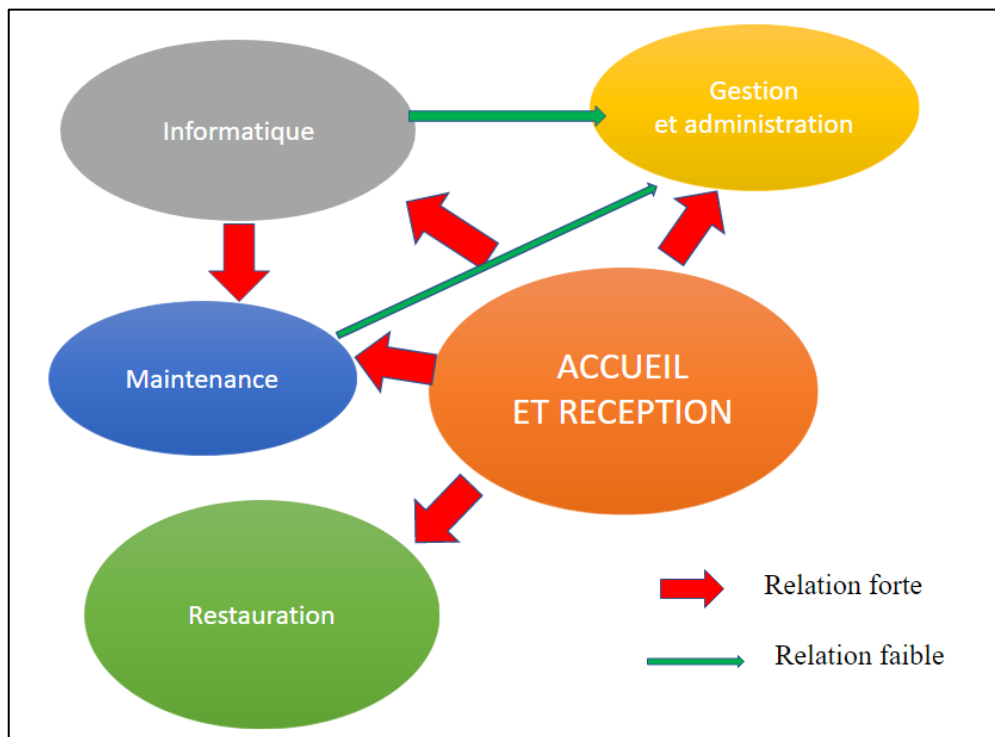 Informatique
Gestion
et administration
Maintenance
ACCUEIL
ET RECEPTION
Restauration
Relation forte
Relation faible